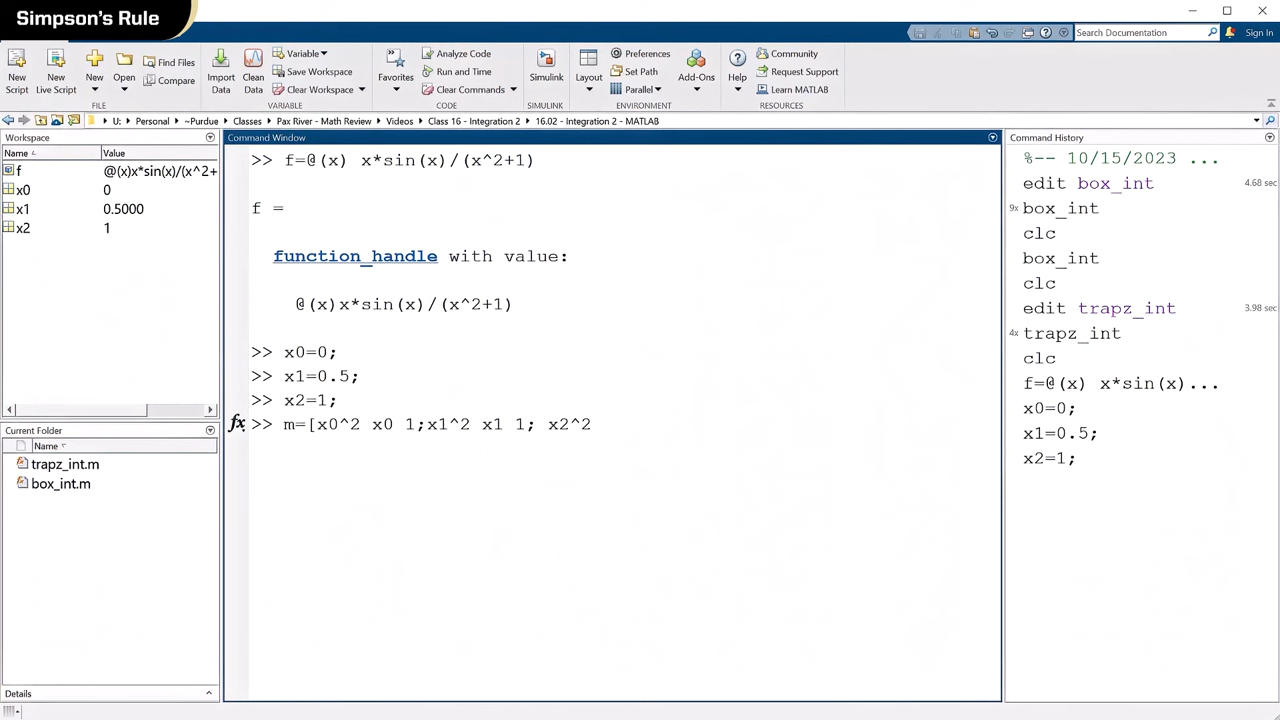 Simpson's Rule
Search Documentation
Sign In
New Script
New Live Script
New
Open
Find Files
Compare
Import Data
Clean Data
Variable
Save Workspace
Clear Workspace
Favorites
Analyze Code
Run and Time
Clear Commands
Simulink
Layout
Preferences
Set Path
Parallel
Add-Ons
Help
Community
Request Support
Learn MATLAB
FILE
VARIABLE
CODE
SIMULINK
ENVIRONMENT
RESOURCES
U: Personal ~Purdue Classes Pax River - Math Review Videos Class 16 - Integration 2 16.02 - Integration 2 - MATLAB
Workspace
Name Value
f @(x)x*sin(x)/(x^2+
x0 0
x1 0.5000
x2 1
Current Folder
Name
trapz_int.m
box_int.m
Details
Command Window
>> f=@(x) x*sin(x)/(x^2+1)
f =
function_handle with value:
@(x)x*sin(x)/(x^2+1)
>> x0=0;
>> x1=0.5;
>> x2=1;
fx >> m=[x0^2 x0 1;x1^2 x1 1; x2^2
Command History
%-- 10/15/2023 ...
edit box_int 4.68 sec
9x box_int
clc
box_int
clc
edit trapz_int 3.98 sec
4x trapz_int
clc
f=@(x) x*sin(x)...
x0=0;
x1=0.5;
x2=1;